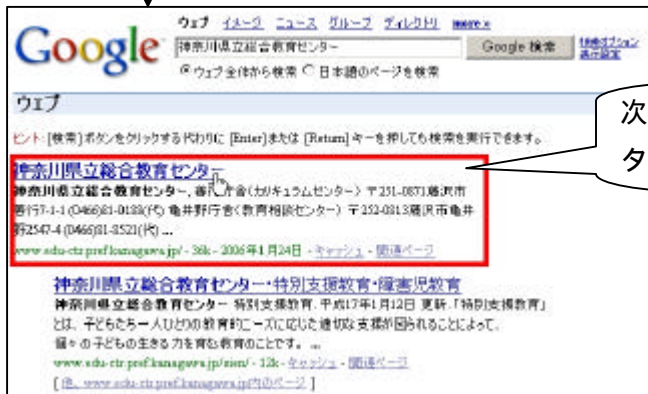 Google
ウェブ イメージ ニュース グループ ディレクトリ more »
神奈川県立総合教育センター
Google 検索
検索オプション
表示設定
ウェブ全体から検索 日本語のページを検索
ウェブ
ヒント: [検索]ボタンをクリックする代わりに [Enter]または [Return] キーを押しても検索を実行できます。
次
タ
神奈川県立総合教育センター
神奈川県立総合教育センター, 善行庁舎(カリキュラムセンター) 〒251-0871藤沢市
善行7-1-1 (0466)81-0188(代) 亀井野庁舎(教育相談センター) 〒252-0813藤沢市亀井
野2547-4 (0466)81-8521(代) ...
www.edu-ctr.pref.kanagawa.jp/ - 36k - 2006年1月24日 - キャッシュ - 関連ページ
神奈川県立総合教育センター・特別支援教育・障害児教育
神奈川県立総合教育センター 特別支援教育. 平成17年1月12日 更新. 「特別支援教育」
とは、子どもたち一人ひとりの教育的ニーズに応じた適切な支援が図られることによって、
個々の子どもの生きる力を育む教育のことです。 ...
www.edu-ctr.pref.kanagawa.jp/sien/ - 12k - キャッシュ - 関連ページ
[ 他、www.edu-ctr.pref.kanagawa.jp内のページ ]